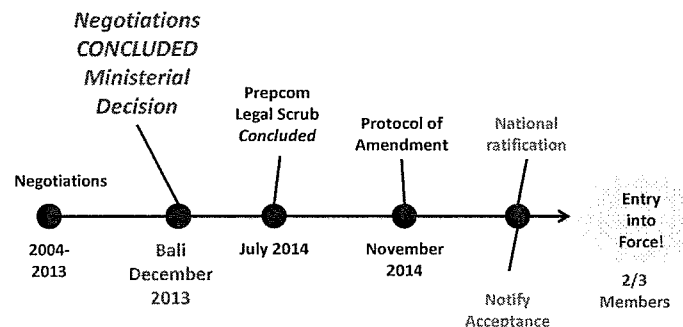 Negotiations
CONCLUDED
Ministerial
Decision
Prepcom
Legal Scrub
Concluded
Protocol of
Amendment
National
ratification
Negotiations
Entry
into
Force!
2004-
2013
Bali
December
2013
July 2014
November
2014
2/3
Members
Notify
Acceptance